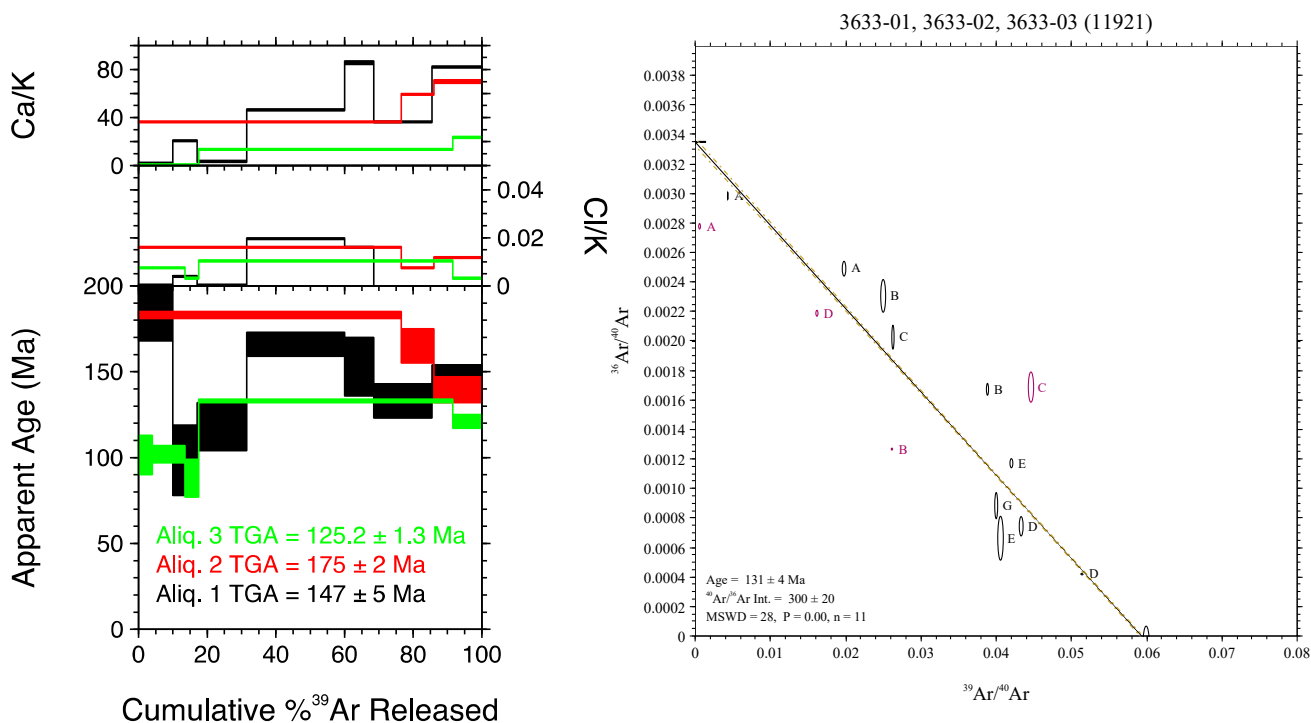 80
40
0
Ca/K
0.04
0.02
0
Cl/K
200
150
100
50
0
Apparent Age (Ma)
Aliq. 3 TGA = 125.2 ± 1.3 Ma
Aliq. 2 TGA = 175 ± 2 Ma
Aliq. 1 TGA = 147 ± 5 Ma
0 20 40 60 80 100
Cumulative %³⁹Ar Released
3633-01, 3633-02, 3633-03 (11921)
0.0038
0.0036
0.0034
0.0032
0.0030
0.0028
0.0026
0.0024
0.0022
0.0020
0.0018
0.0016
0.0014
0.0012
0.0010
0.0008
0.0006
0.0004
0.0002
0
³⁶Ar/⁴⁰Ar
A
A
A
B
D
C
B
C
B
E
G
D
E
D
Age = 131 ± 4 Ma
⁴⁰Ar/³⁶Ar Int. = 300 ± 20
MSWD = 28, P = 0.00, n = 11
0 0.01 0.02 0.03 0.04 0.05 0.06 0.07 0.08
³⁹Ar/⁴⁰Ar